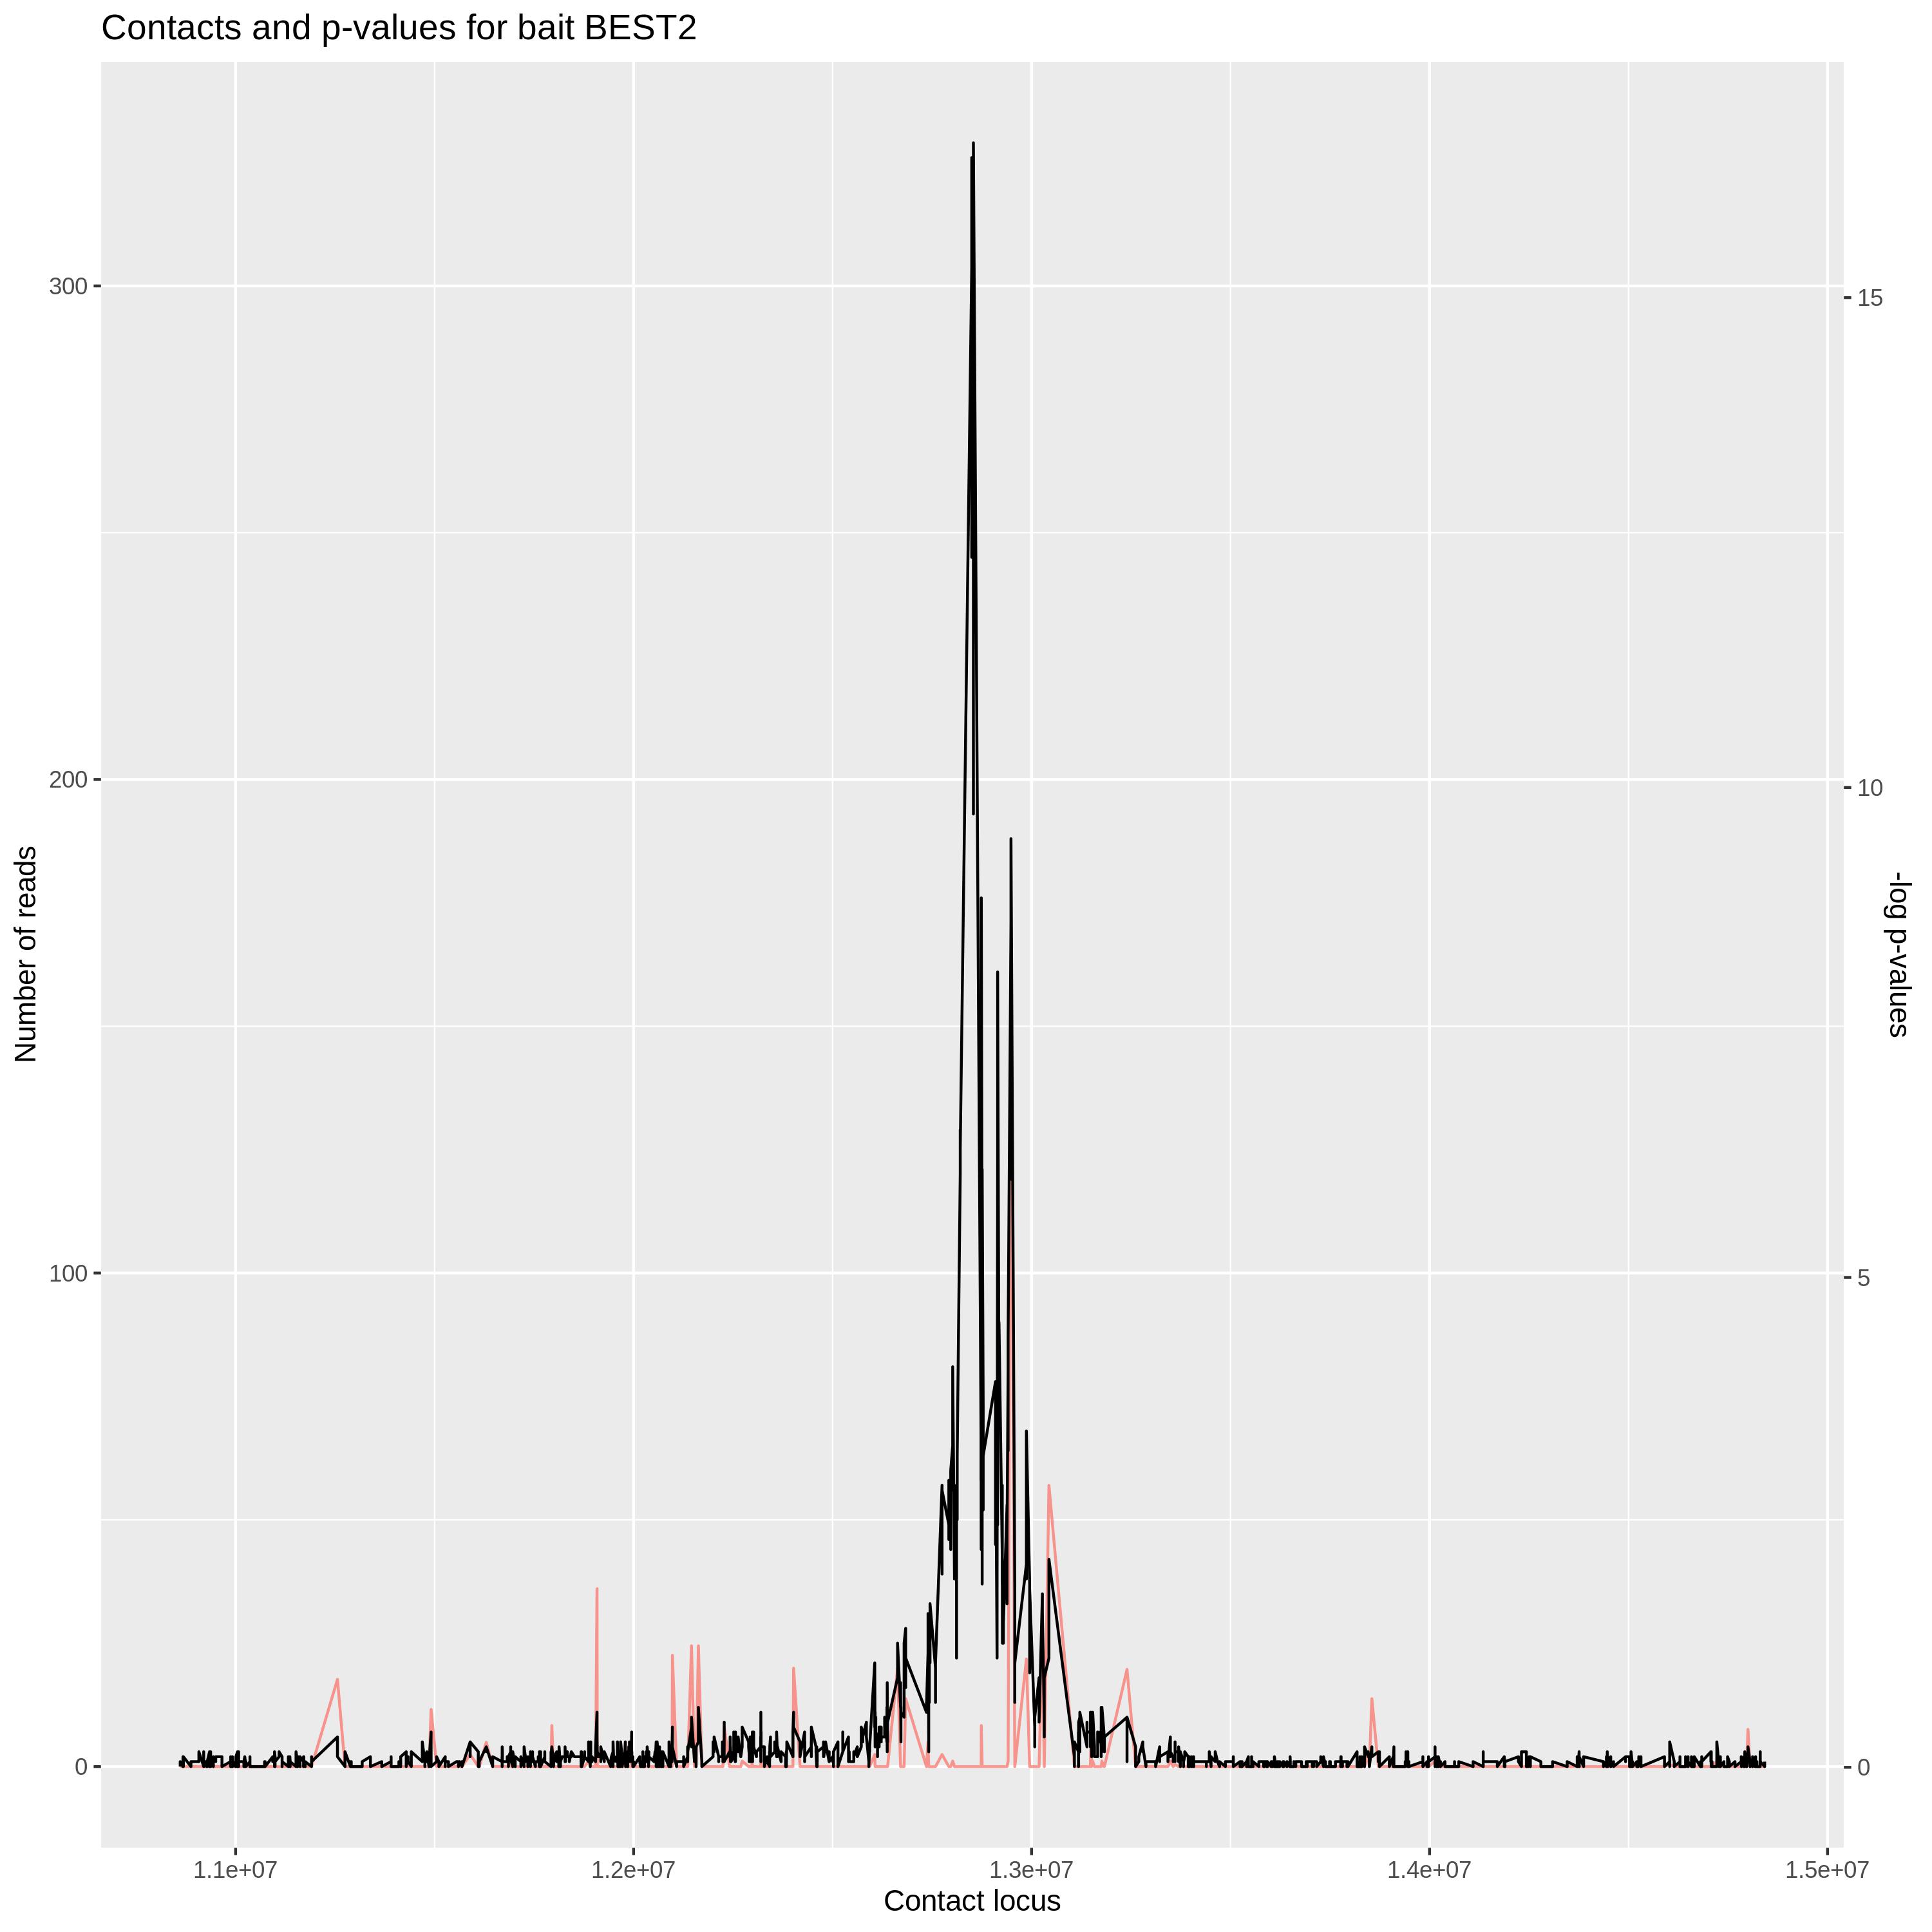 Contacts and p-values for bait BEST2
Number of reads
300
200
100
0
15
10
5
0
-log p-values
1.1e+07
1.2e+07
1.3e+07
1.4e+07
1.5e+07
Contact locus